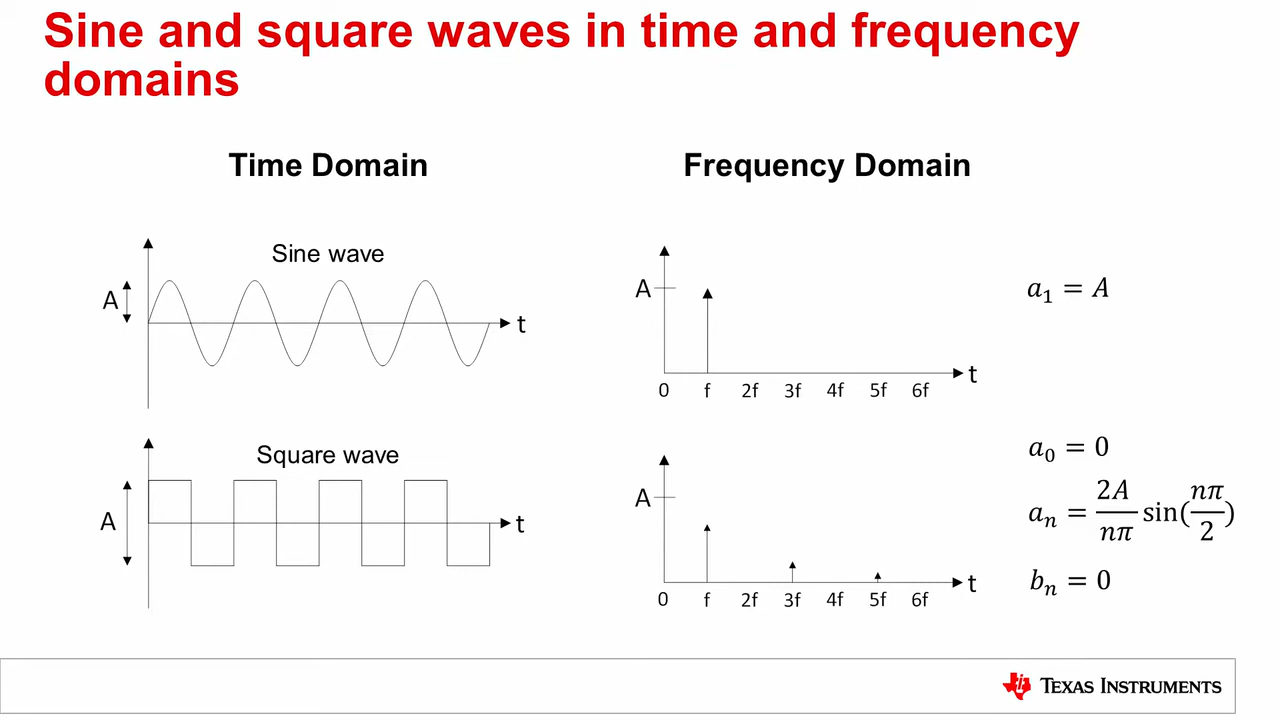 Sine and square waves in time and frequency
domains
Time Domain
Frequency Domain
Sine wave
A
t
A
t
0 f 2f 3f 4f 5f 6f
a₁ = A
Square wave
A
t
A
t
0 f 2f 3f 4f 5f 6f
a₀ = 0
aₙ = 2A/nπ sin(nπ/2)
bₙ = 0
TEXAS INSTRUMENTS